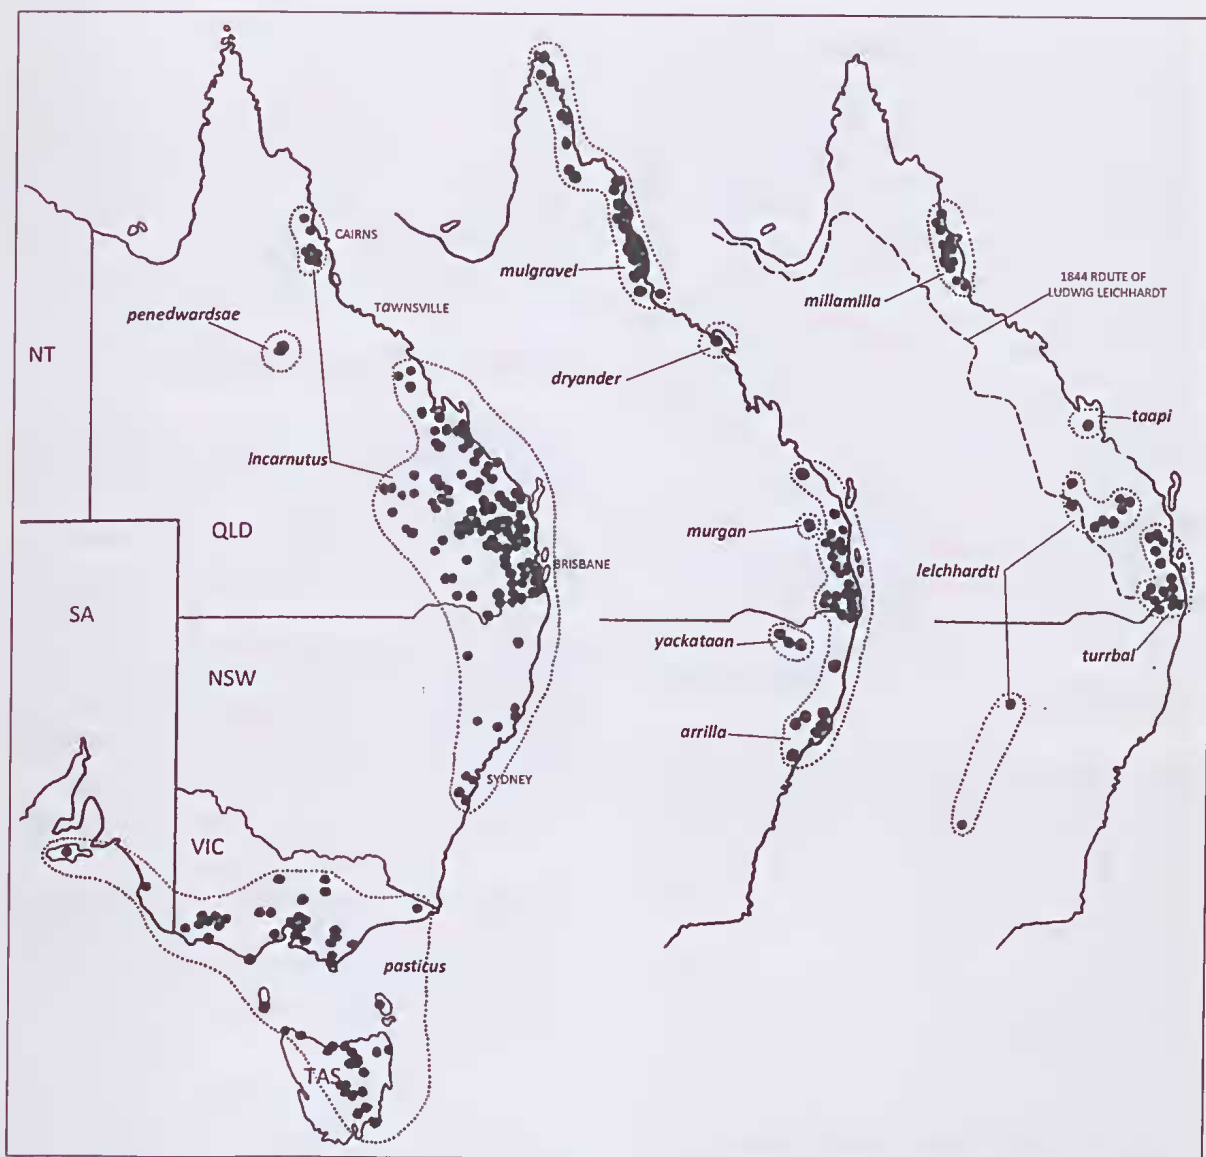 CAIRNS
mulgravel
millamilla
1844 ROUTE OF
LUDWIG LEICHHARDT
penedwardsae
TOWNSVILLE
NT
dryander
taapi
Incarnutus
QLD
murgan
BRISBANE
leichhardti
SA
yackataan
turrbal
NSW
arrilla
SYDNEY
VIC
pasticus
TAS